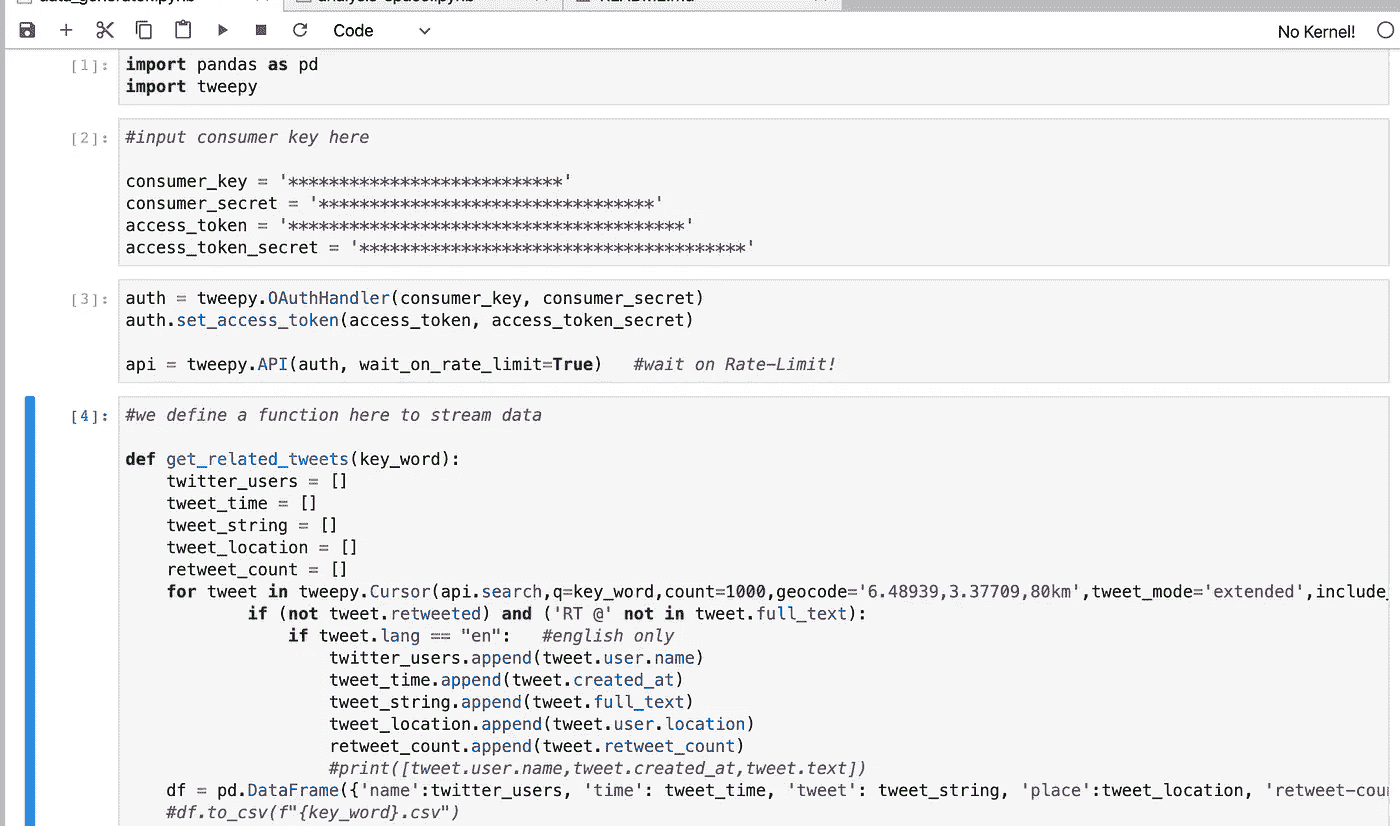 Code
No Kernel!
[1]: import pandas as pd
import tweepy
[2]: #input consumer key here
consumer_key = '***************************'
consumer_secret = '*********************************'
access_token = '***************************************'
access_token_secret = '**************************************'
[3]: auth = tweepy.OAuthHandler(consumer_key, consumer_secret)
auth.set_access_token(access_token, access_token_secret)
api = tweepy.API(auth, wait_on_rate_limit=True)   #wait on Rate-Limit!
[4]: #we define a function here to stream data
def get_related_tweets(key_word):
    twitter_users = []
    tweet_time = []
    tweet_string = []
    tweet_location = []
    retweet_count = []
    for tweet in tweepy.Cursor(api.search,q=key_word,count=1000,geocode='6.48939,3.37709,80km',tweet_mode='extended',include_
            if (not tweet.retweeted) and ('RT @' not in tweet.full_text):
                if tweet.lang == "en":   #english only
                    twitter_users.append(tweet.user.name)
                    tweet_time.append(tweet.created_at)
                    tweet_string.append(tweet.full_text)
                    tweet_location.append(tweet.user.location)
                    retweet_count.append(tweet.retweet_count)
                    #print([tweet.user.name,tweet.created_at,tweet.text])
    df = pd.DataFrame({'name':twitter_users, 'time': tweet_time, 'tweet': tweet_string, 'place':tweet_location, 'retweet-cou
    #df.to_csv(f"{key_word}.csv")